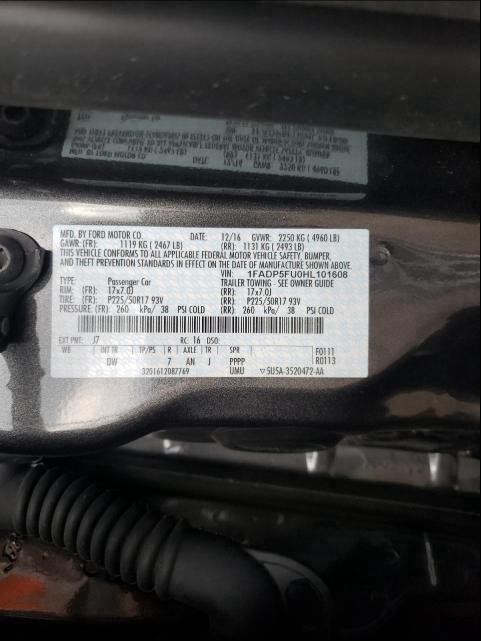 MFD. BY FORD MOTOR CO. DATE: 12/16 GVWR: 2250 KG ( 4960 LB)
GAWR: (FR): 1119 KG ( 2467 LB) (RR): 1131 KG ( 2493 LB)
THIS VEHICLE CONFORMS TO ALL APPLICABLE FEDERAL MOTOR VEHICLE SAFETY, BUMPER,
AND THEFT PREVENTION STANDARDS IN EFFECT ON THE DATE OF MANUFACTURE SHOWN ABOVE.
VIN: 1FADP5FU0HL101608
TYPE: Passenger Car TRAILER TOWING - SEE OWNER GUIDE
RIM: (FR): 17x7.0J (RR): 17x7.0J
TIRE: (FR): P225/50R17 93V (RR): P225/50R17 93V
PRESSURE: (FR): 260 kPa/ 38 PSI COLD (RR): 260 kPa/ 38 PSI COLD
EXT PNT: J7 RC: 16 DSO:
WB INT TR TP/PS R AXLE TR SPR F0111
DW 7 AN J PPPP R0113
3201612087769 UMU 5U5A-3520472-AA